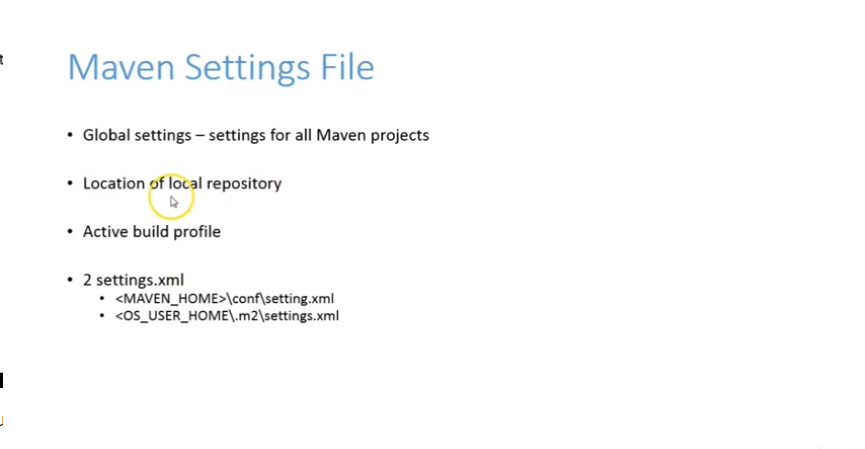 Maven Settings File
• Global settings – settings for all Maven projects
• Location of local repository
• Active build profile
• 2 settings.xml
• <MAVEN_HOME>\conf\setting.xml
• <OS_USER_HOME\.m2\settings.xml